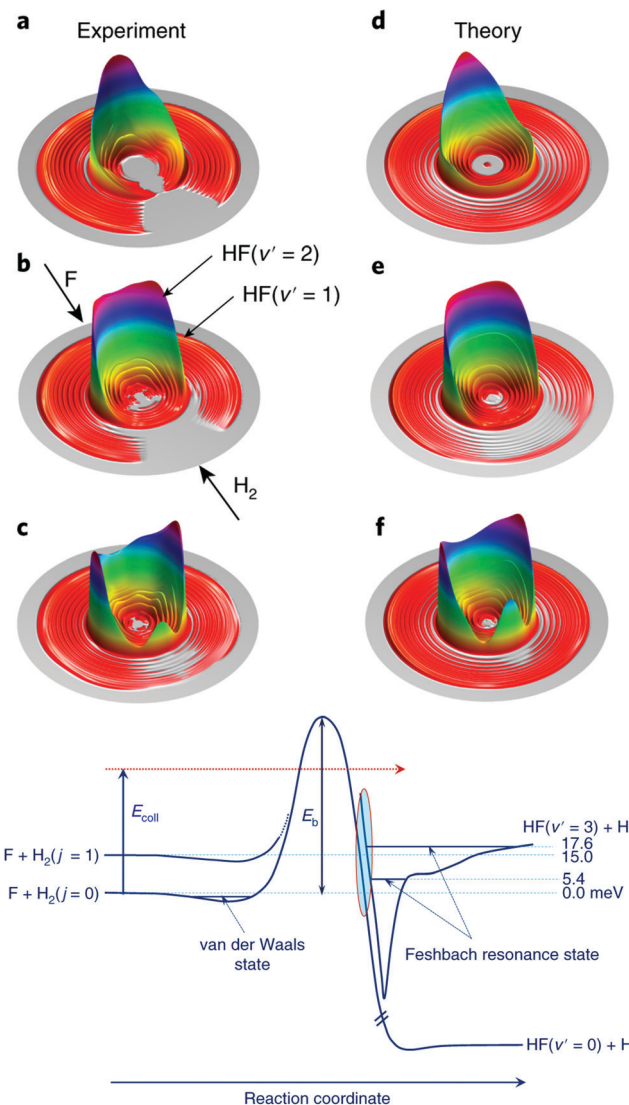 a Experiment d Theory
b F HF(v′ = 2) e
HF(v′ = 1)
H2
c f
Ecoll Eb
HF(v′ = 3) + H
F + H2(j = 1) 17.6
15.0
5.4
F + H2(j = 0) 0.0 meV
van der Waals
state
Feshbach resonance state
HF(v′ = 0) + H
Reaction coordinate